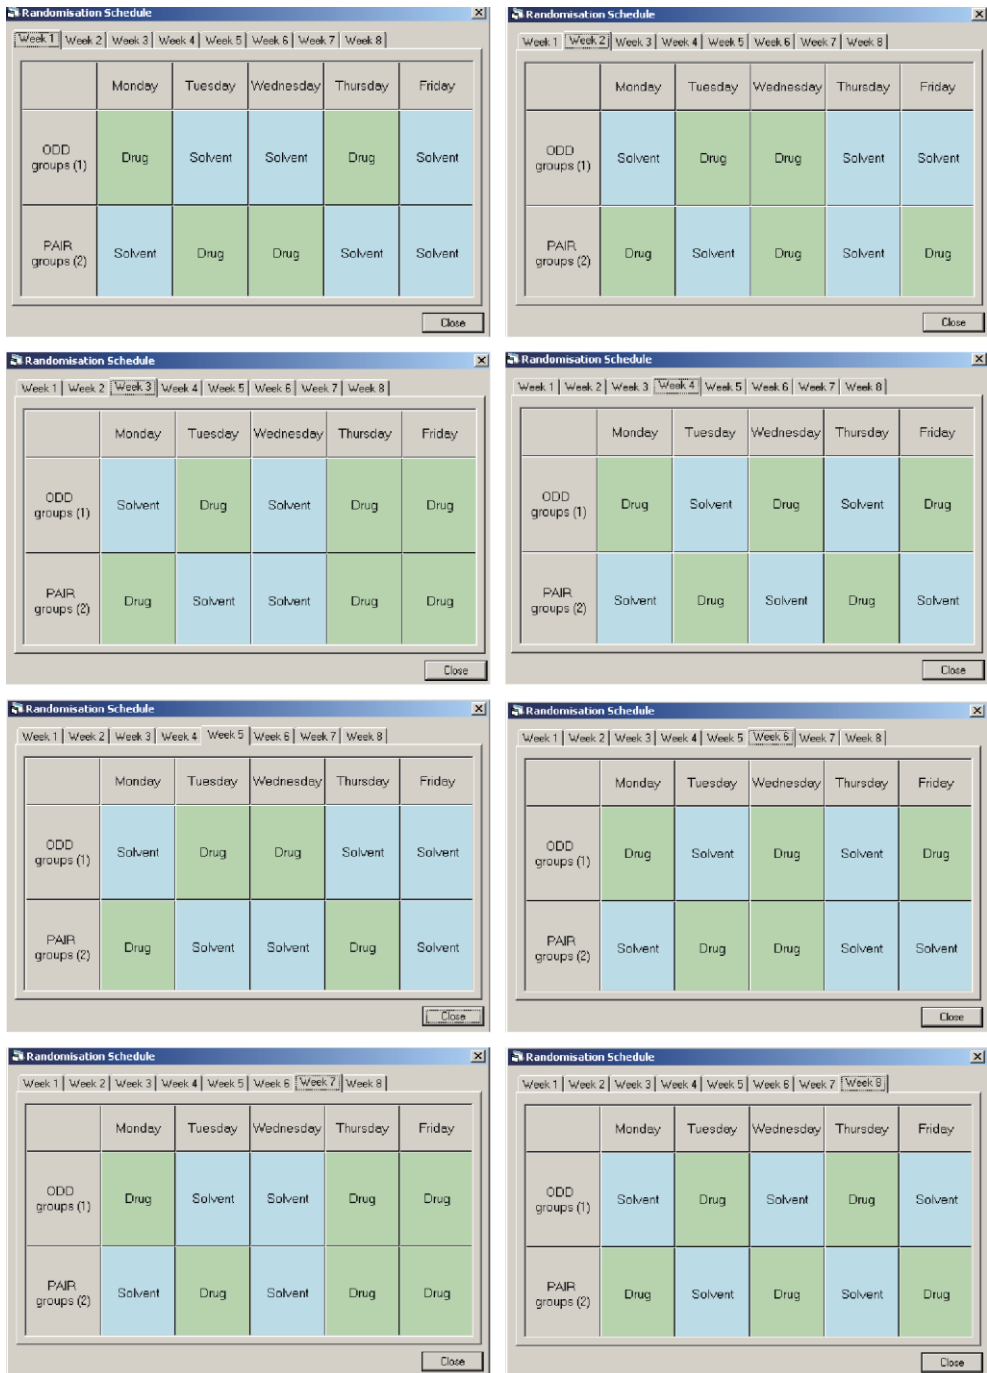 Randomisation Schedule
Week 1 Week 2 Week 3 Week 4 Week 5 Week 6 Week 7 Week 8
Monday Tuesday Wednesday Thursday Friday
ODD groups (1) Drug Solvent Solvent Drug Solvent
PAIR groups (2) Solvent Drug Drug Solvent Solvent
Close
Randomisation Schedule
Week 1 Week 2 Week 3 Week 4 Week 5 Week 6 Week 7 Week 8
Monday Tuesday Wednesday Thursday Friday
ODD groups (1) Solvent Drug Drug Solvent Solvent
PAIR groups (2) Drug Solvent Drug Solvent Drug
Close
Randomisation Schedule
Week 1 Week 2 Week 3 Week 4 Week 5 Week 6 Week 7 Week 8
Monday Tuesday Wednesday Thursday Friday
ODD groups (1) Solvent Drug Solvent Drug Drug
PAIR groups (2) Drug Solvent Solvent Drug Drug
Close
Randomisation Schedule
Week 1 Week 2 Week 3 Week 4 Week 5 Week 6 Week 7 Week 8
Monday Tuesday Wednesday Thursday Friday
ODD groups (1) Drug Solvent Drug Solvent Drug
PAIR groups (2) Solvent Drug Solvent Drug Solvent
Close
Randomisation Schedule
Week 1 Week 2 Week 3 Week 4 Week 5 Week 6 Week 7 Week 8
Monday Tuesday Wednesday Thursday Friday
ODD groups (1) Solvent Drug Drug Solvent Solvent
PAIR groups (2) Drug Solvent Solvent Drug Solvent
Close
Randomisation Schedule
Week 1 Week 2 Week 3 Week 4 Week 5 Week 6 Week 7 Week 8
Monday Tuesday Wednesday Thursday Friday
ODD groups (1) Drug Solvent Drug Solvent Drug
PAIR groups (2) Solvent Drug Drug Solvent Solvent
Close
Randomisation Schedule
Week 1 Week 2 Week 3 Week 4 Week 5 Week 6 Week 7 Week 8
Monday Tuesday Wednesday Thursday Friday
ODD groups (1) Drug Solvent Solvent Drug Drug
PAIR groups (2) Solvent Drug Solvent Drug Drug
Close
Randomisation Schedule
Week 1 Week 2 Week 3 Week 4 Week 5 Week 6 Week 7 Week 8
Monday Tuesday Wednesday Thursday Friday
ODD groups (1) Solvent Drug Solvent Drug Solvent
PAIR groups (2) Drug Solvent Drug Solvent Drug
Close